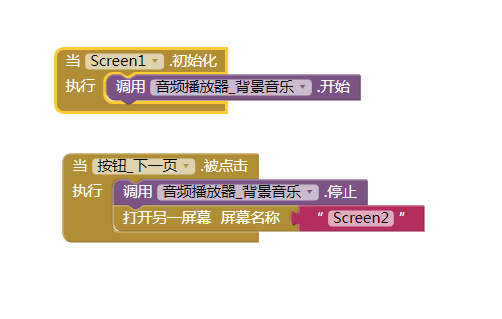 当 Screen1 .初始化
执行 调用 音频播放器_背景音乐 .开始
当 按钮_下一页 .被点击
执行 调用 音频播放器_背景音乐 .停止
打开另一屏幕 屏幕名称 “ Screen2 ”